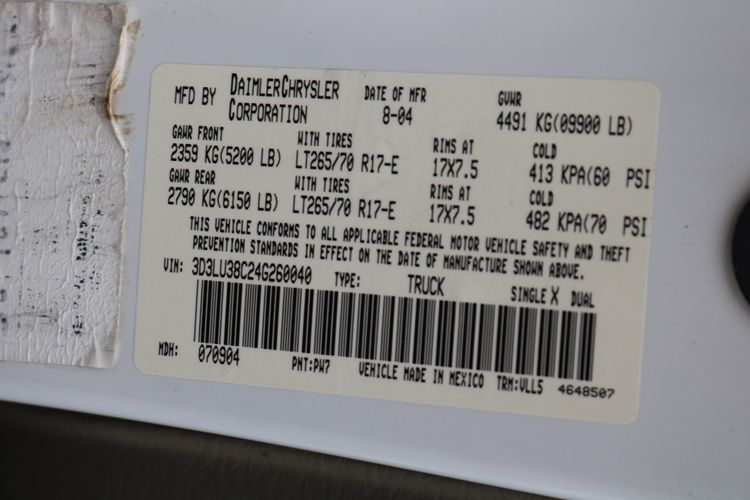 MFD BY DAIMLERCHRYSLER CORPORATION DATE OF MFR 8-04 GVWR 4491 KG(09900 LB)
GAWR FRONT WITH TIRES RIMS AT COLD
2359 KG(5200 LB) LT265/70 R17-E 17X7.5 413 KPA(60 PSI
GAWR REAR WITH TIRES RIMS AT COLD
2790 KG(6150 LB) LT265/70 R17-E 17X7.5 482 KPA(70 PSI
THIS VEHICLE CONFORMS TO ALL APPLICABLE FEDERAL MOTOR VEHICLE SAFETY AND THEFT
PREVENTION STANDARDS IN EFFECT ON THE DATE OF MANUFACTURE SHOWN ABOVE.
VIN: 3D3LU38C24G260040 TYPE: TRUCK SINGLE X DUAL
MDH: 070904 PNT:PW7 VEHICLE MADE IN MEXICO TRM:VLL5 4648507